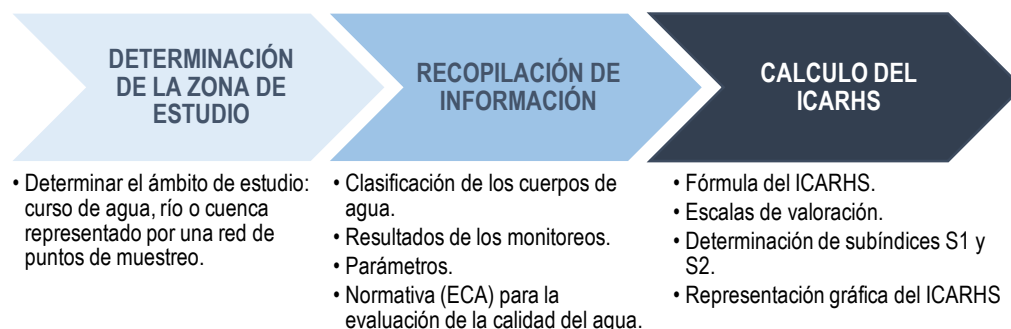 DETERMINACIÓN
DE LA ZONA DE
ESTUDIO
• Determinar el ámbito de estudio:
curso de agua, río o cuenca
representado por una red de
puntos de muestreo.
RECOPILACIÓN DE
INFORMACIÓN
• Clasificación de los cuerpos de
agua.
• Resultados de los monitoreos.
• Parámetros.
• Normativa (ECA) para la
evaluación de la calidad del agua.
CALCULO DEL
ICARHS
• Fórmula del ICARHS.
• Escalas de valoración.
• Determinación de subíndices S1 y
S2.
• Representación gráfica del ICARHS